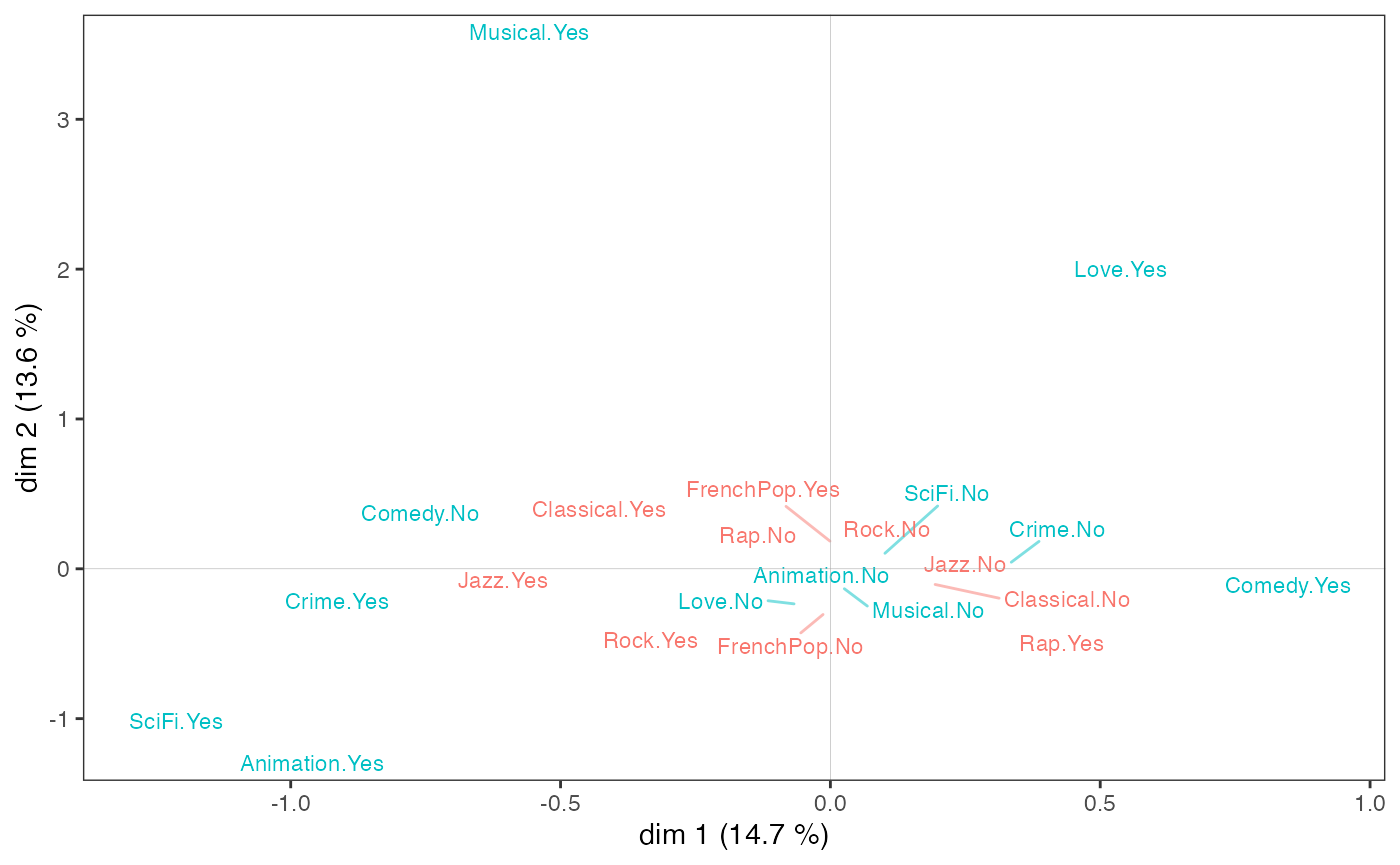 Musical.Yes
3
Love.Yes
2
dim 2 (13.6 %)
1
FrenchPop.Yes
SciFi.No
Comedy.No
Classical.Yes
Rap.No
Rock.No
Crime.No
0
Jazz.No
Animation.No
Jazz.Yes
Comedy.Yes
Crime.Yes
Love.No
Classical.No
Musical.No
Rock.Yes
FrenchPop.No
Rap.Yes
-1
SciFi.Yes
Animation.Yes
-1.0
-0.5
0.0
0.5
1.0
dim 1 (14.7 %)